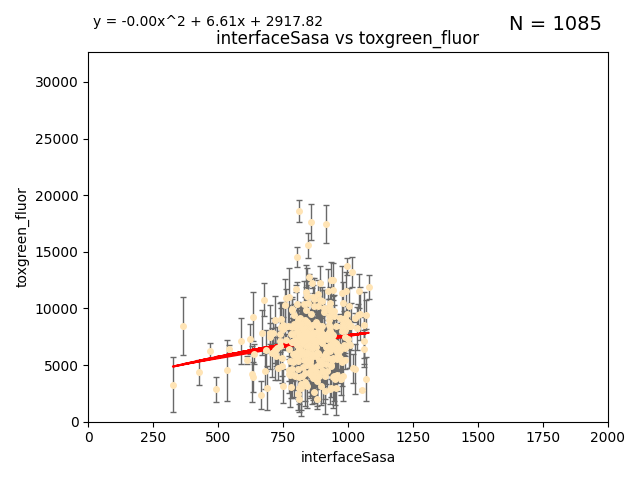 y = -0.00x^2 + 6.61x + 2917.82
N = 1085
interfaceSasa vs toxgreen_fluor
toxgreen_fluor
30000
25000
20000
15000
10000
5000
0
0 250 500 750 1000 1250 1500 1750 2000
interfaceSasa